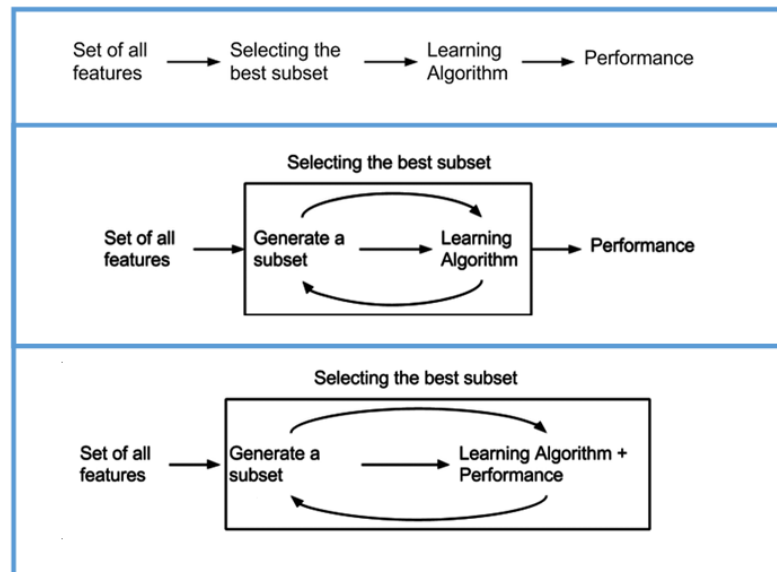 Set of all features
Selecting the best subset
Learning Algorithm
Performance
Selecting the best subset
Set of all features
Generate a subset
Learning Algorithm
Performance
Selecting the best subset
Set of all features
Generate a subset
Learning Algorithm + Performance